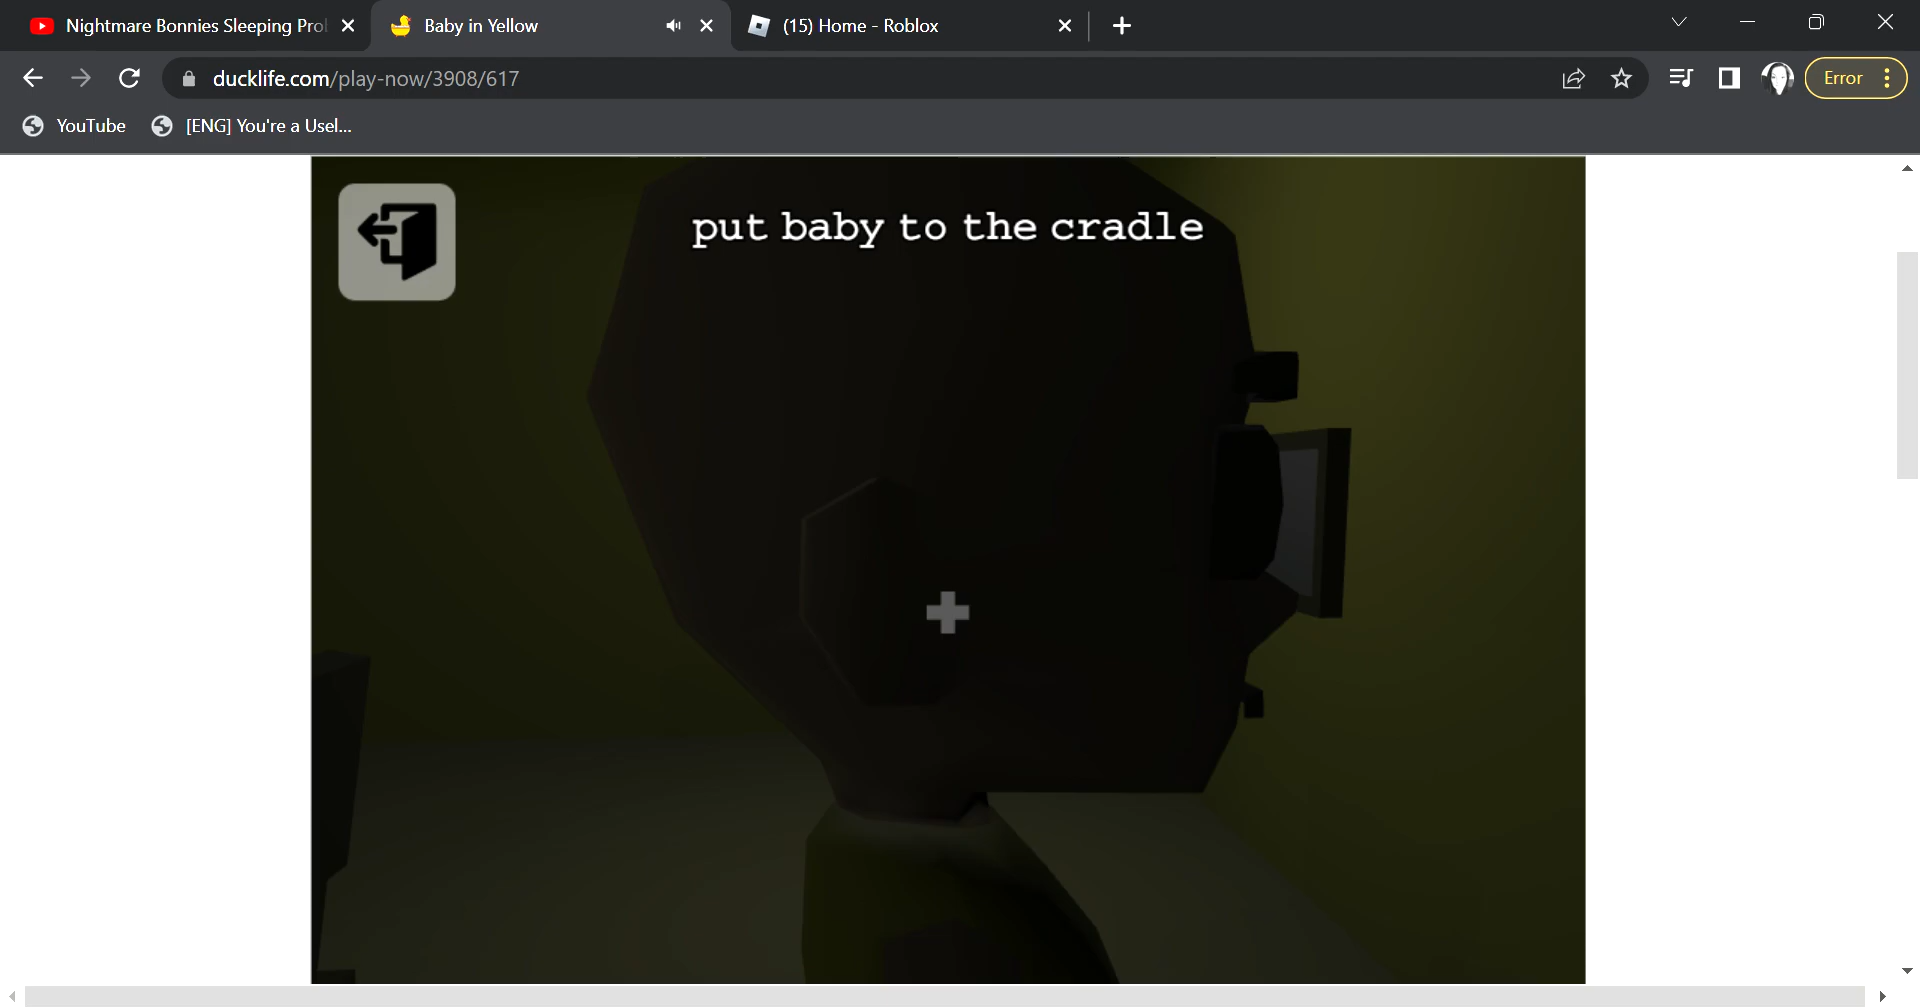 Nightmare Bonnies Sleeping Pro
Baby in Yellow
(15) Home - Roblox
ducklife.com/play-now/3908/617
Error
YouTube
[ENG] You're a Usel...
put baby to the cradle